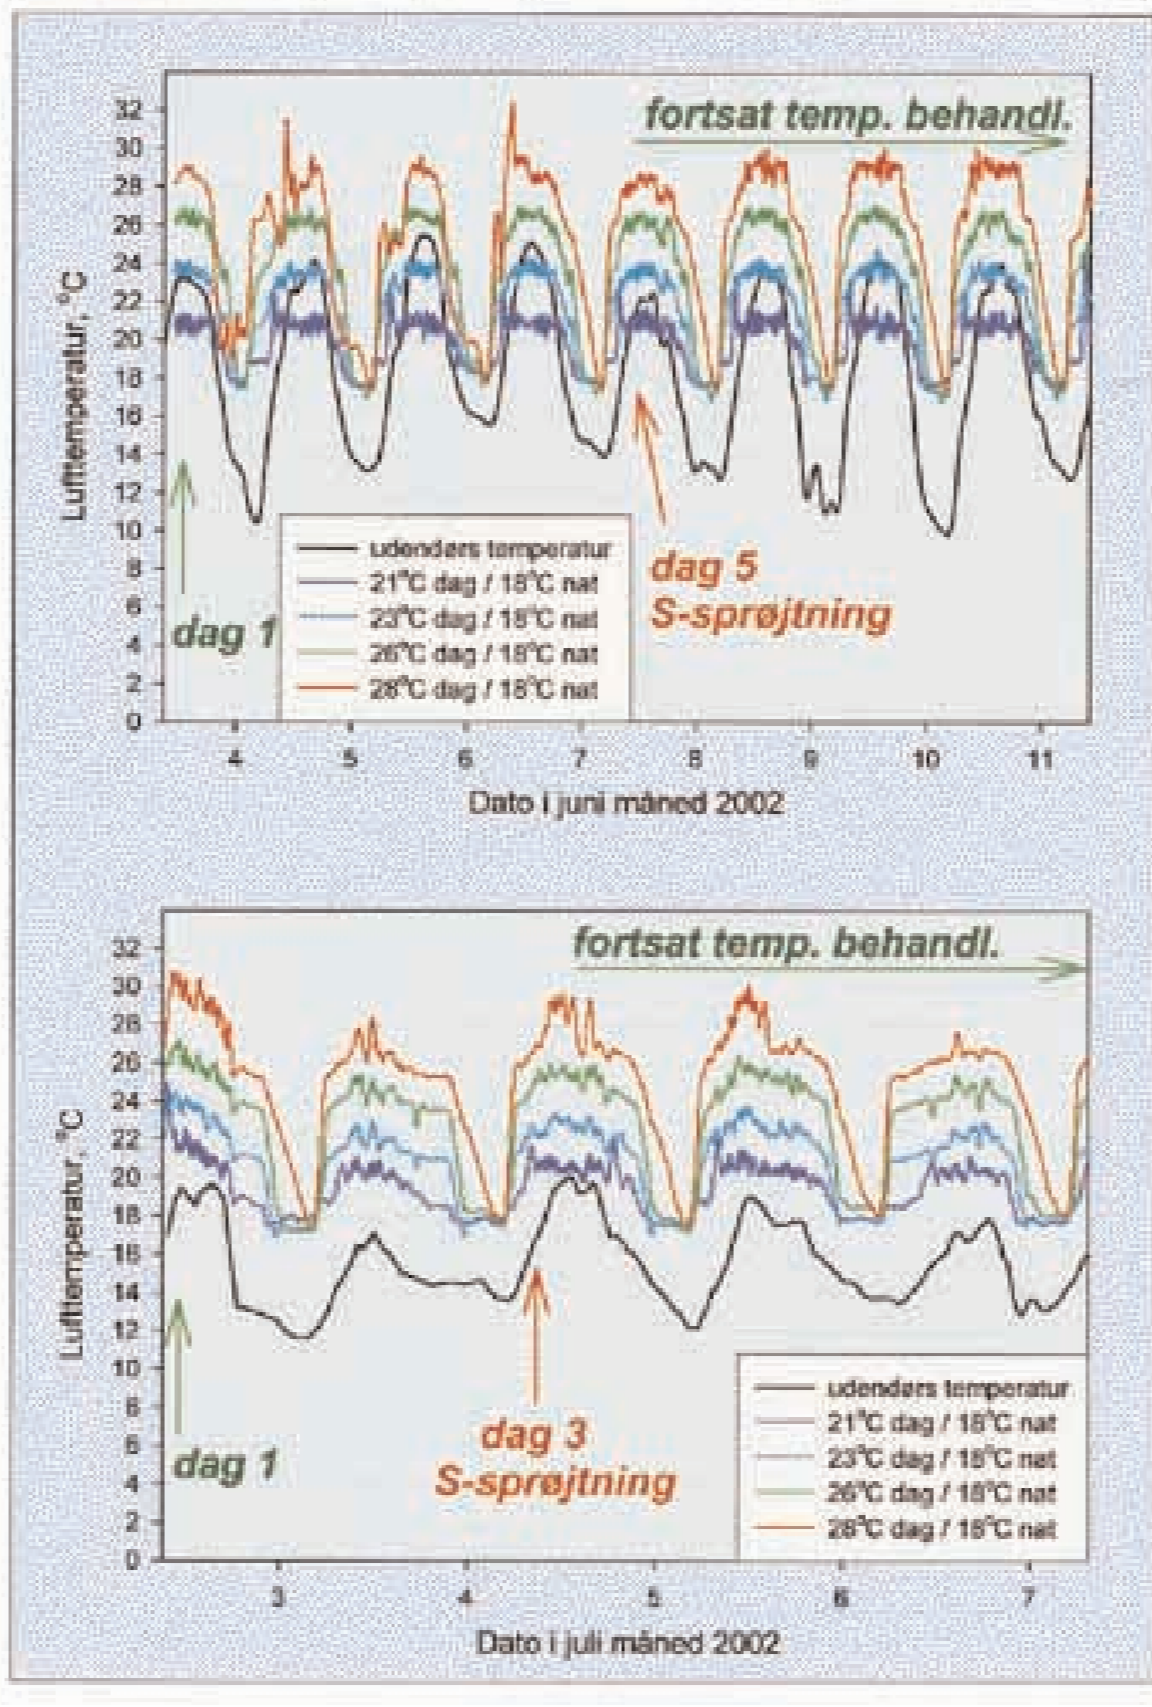 fortsat temp. behandl.
32
30
28
26
24
22
20
18
16
14
12
10
8
6
4
2
0
Lufttemperatur, °C
dag 1
udendørs temperatur
21°C dag / 18°C nat
23°C dag / 18°C nat
26°C dag / 18°C nat
28°C dag / 18°C nat
dag 5
S-sprøjtning
4 5 6 7 8 9 10 11
Dato i juni måned 2002
fortsat temp. behandl.
32
30
28
26
24
22
20
18
16
14
12
10
8
6
4
2
0
Lufttemperatur, °C
dag 1
dag 3
S-sprøjtning
udendørs temperatur
21°C dag / 18°C nat
23°C dag / 18°C nat
26°C dag / 18°C nat
28°C dag / 18°C nat
3 4 5 6 7
Dato i juli måned 2002